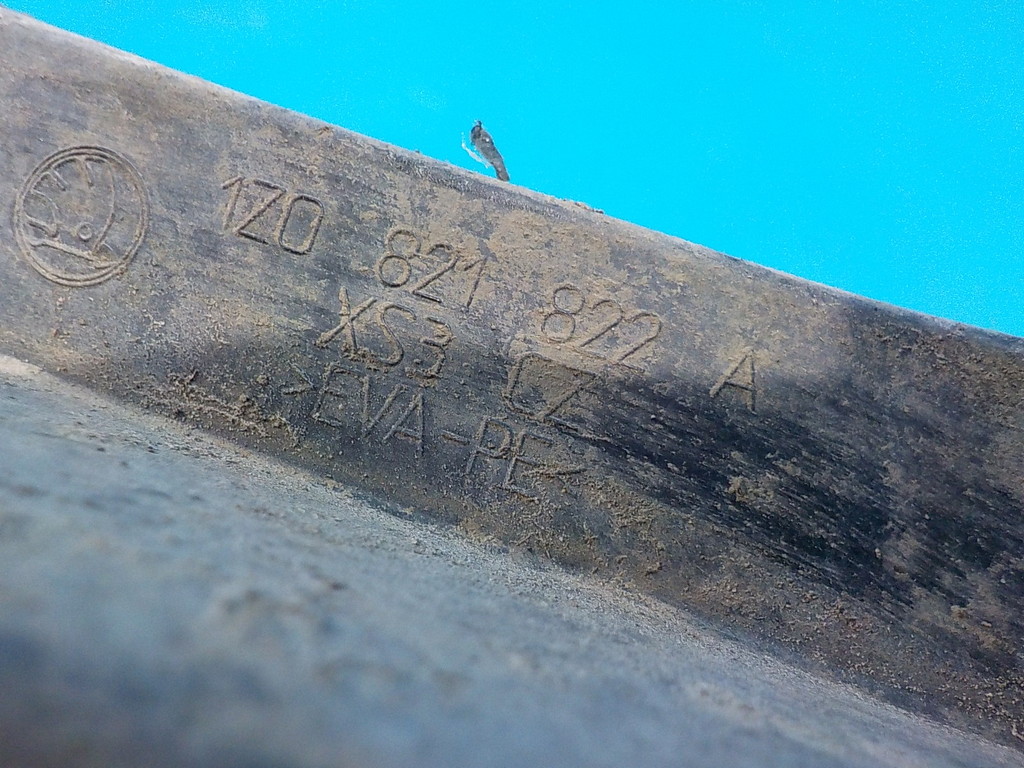 1Z0 821 822 A
XS3 CZ
>EVA-PE<